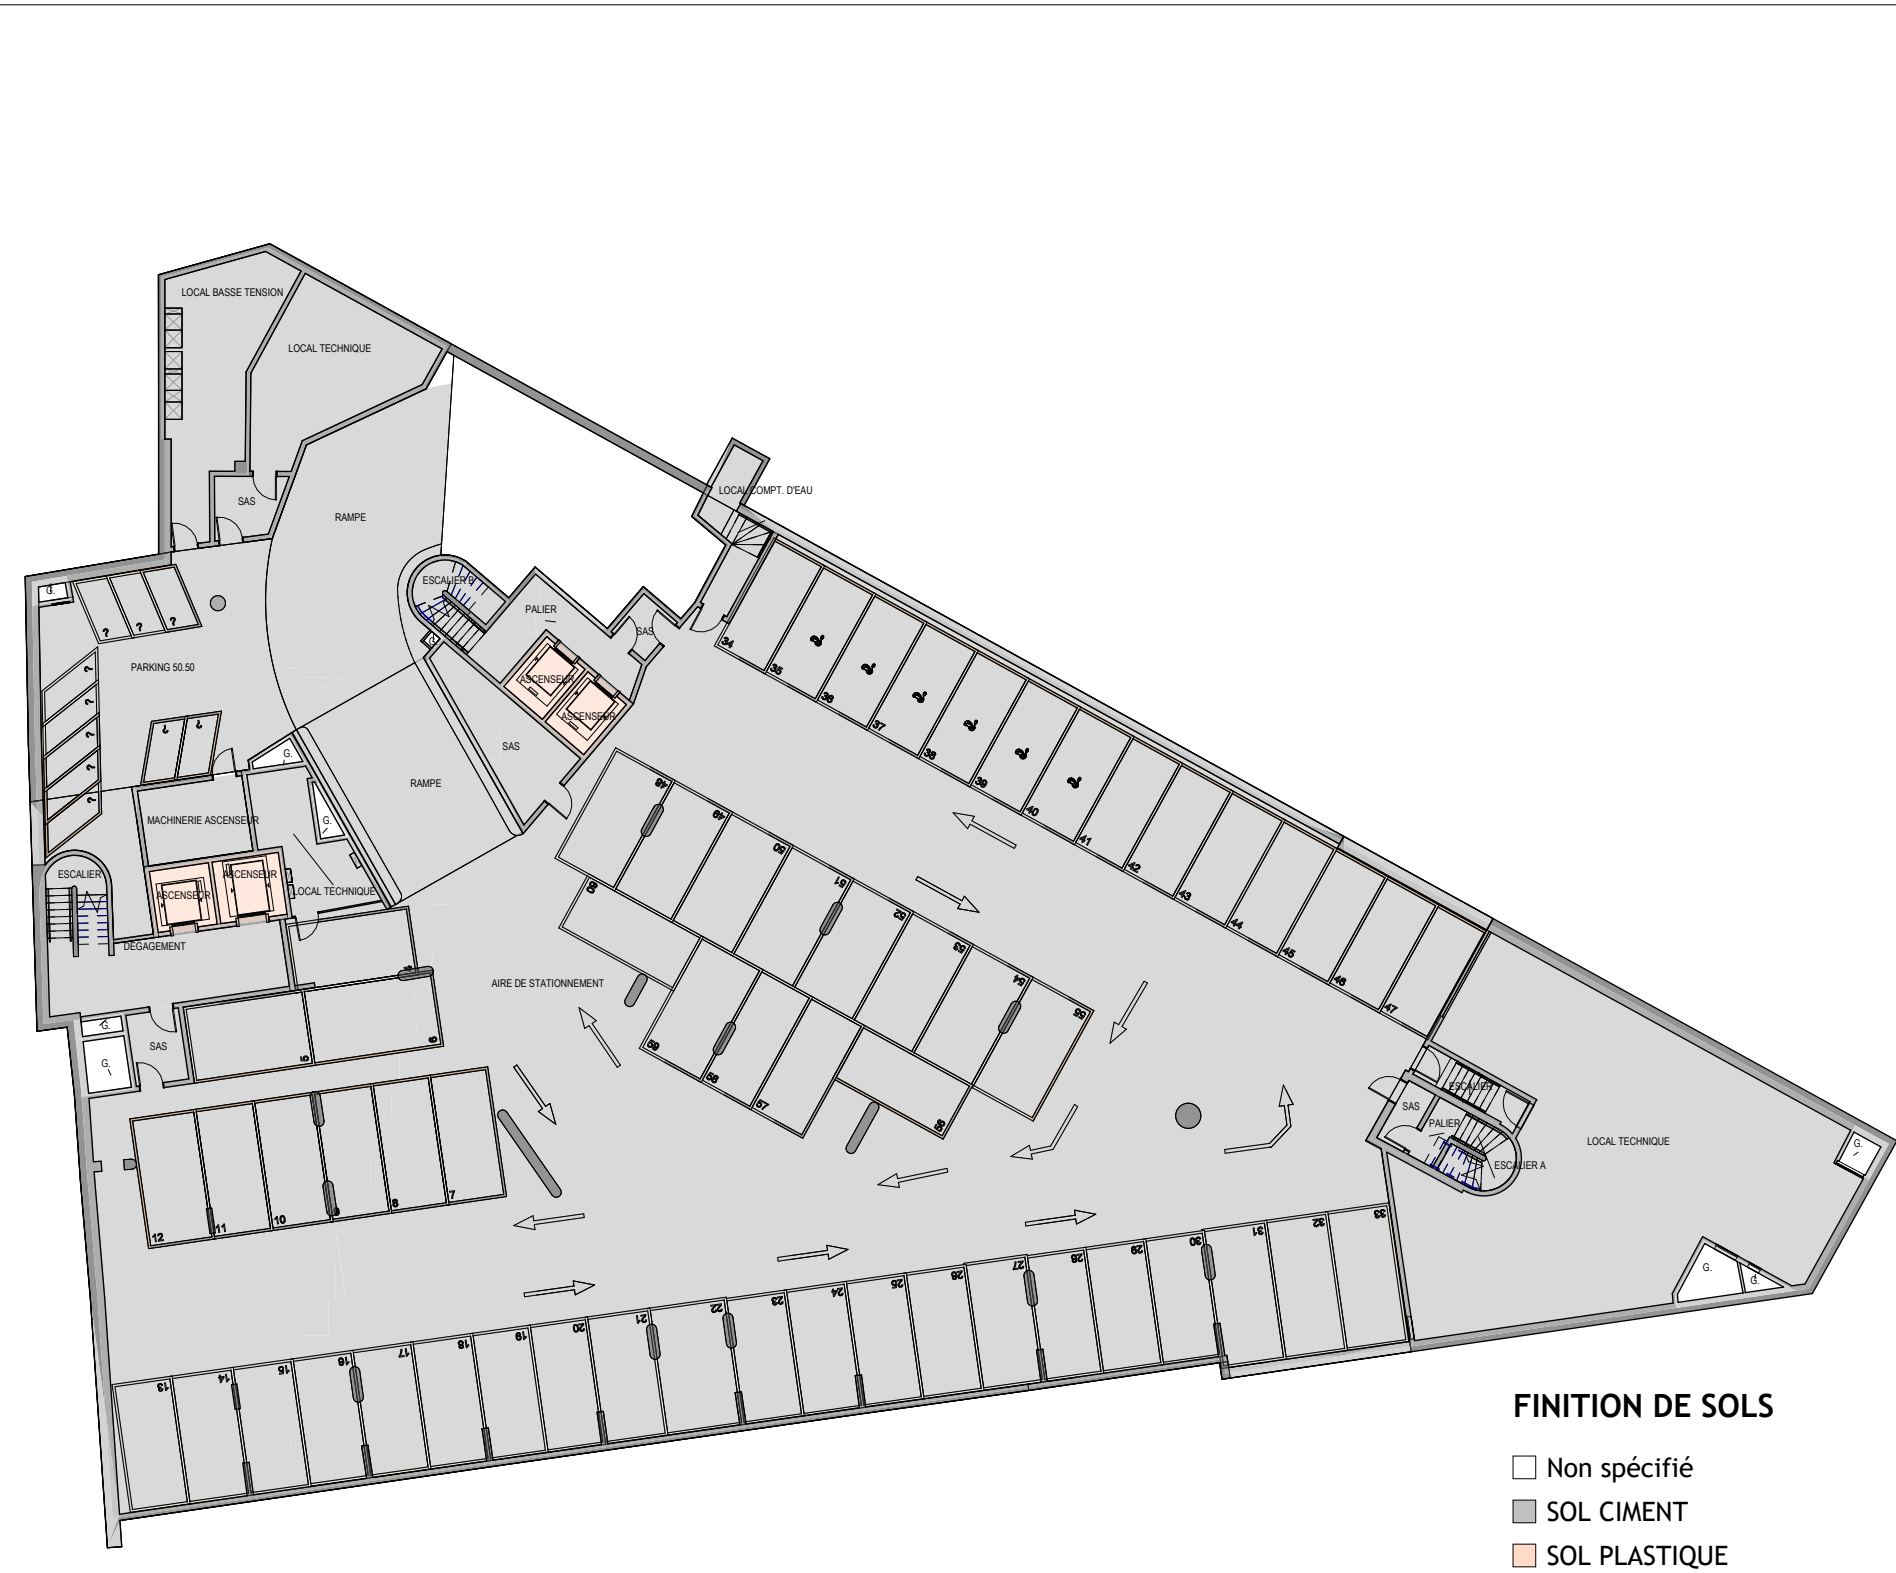 LOCAL BASSE TENSION
LOCAL TECHNIQUE
SAS
RAMPE
LOCAL COMPT. D'EAU
G.
? ? ?
ESCALIER B
PALIER
SAS
G.
PARKING 50.50
?
?
?
?
?
? ?
ASCENSEUR
ASCENSEUR
SAS
G.
RAMPE
MACHINERIE ASCENSEUR
G.
ESCALIER
ASCENSEUR
ASCENSEUR
LOCAL TECHNIQUE
DEGAGEMENT
AIRE DE STATIONNEMENT
34
35
36
37
38
39
40
41
42
43
44
45
46
47
48
49
50
51
52
53
54
55
60
59
58
57
56
4
5
6
G.
G.
SAS
12
11
10
9
8
7
ESCALIER
SAS
PALIER
ESCALIER A
LOCAL TECHNIQUE
G.
G.
G.
13
14
15
16
17
18
19
20
21
22
23
24
25
26
27
28
29
30
31
32
33
FINITION DE SOLS
Non spécifié
SOL CIMENT
SOL PLASTIQUE